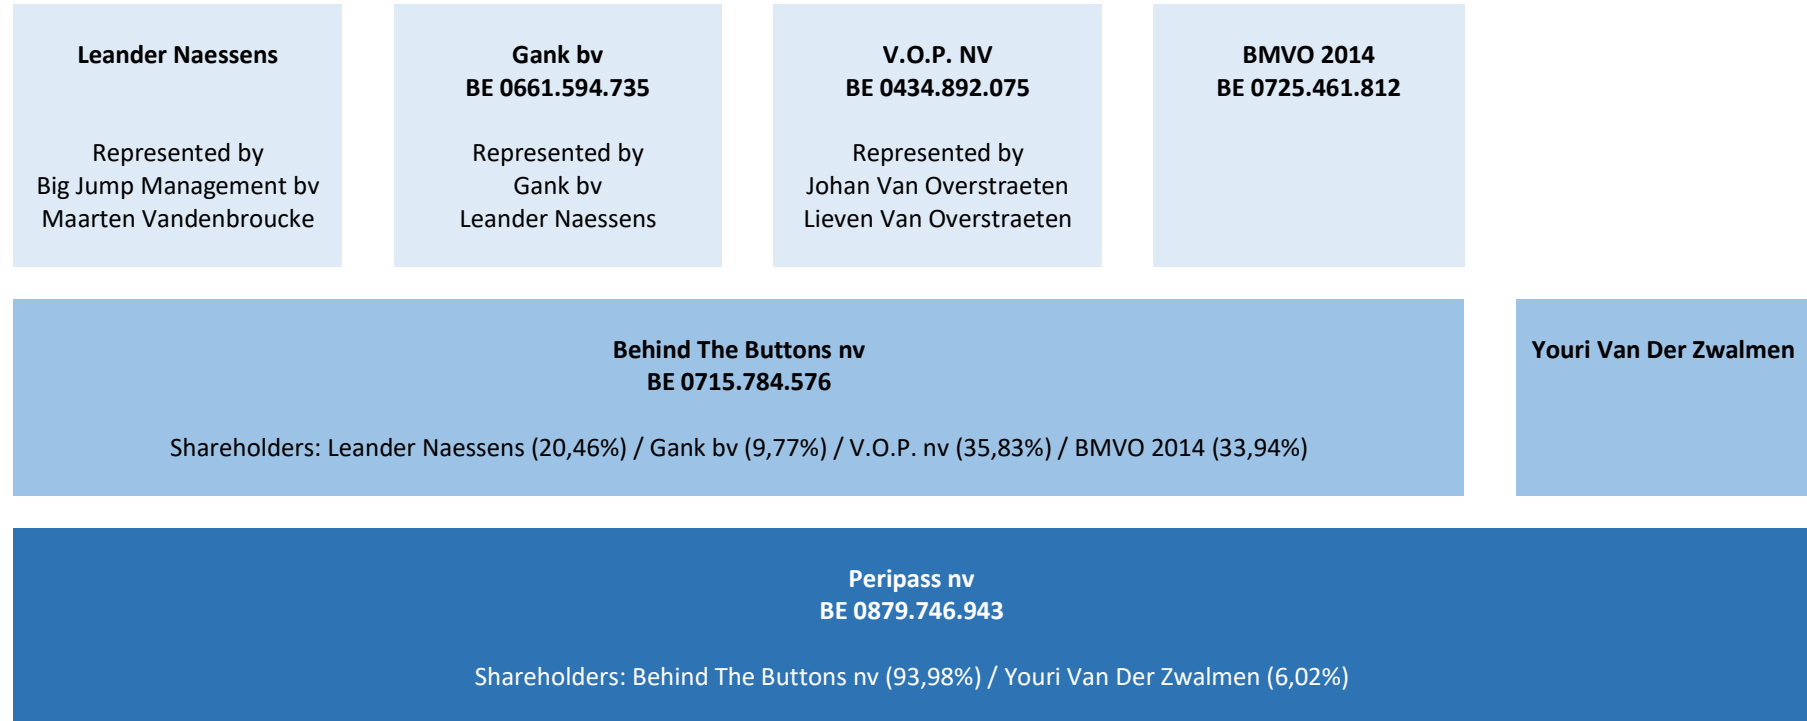 Leander Naessens
Represented by
Big Jump Management bv
Maarten Vandenbroucke
Gank bv
BE 0661.594.735
Represented by
Gank bv
Leander Naessens
V.O.P. NV
BE 0434.892.075
Represented by
Johan Van Overstraeten
Lieven Van Overstraeten
BMVO 2014
BE 0725.461.812
Behind The Buttons nv
BE 0715.784.576
Shareholders: Leander Naessens (20,46%) / Gank bv (9,77%) / V.O.P. nv (35,83%) / BMVO 2014 (33,94%)
Youri Van Der Zwalmen
Peripass nv
BE 0879.746.943
Shareholders: Behind The Buttons nv (93,98%) / Youri Van Der Zwalmen (6,02%)